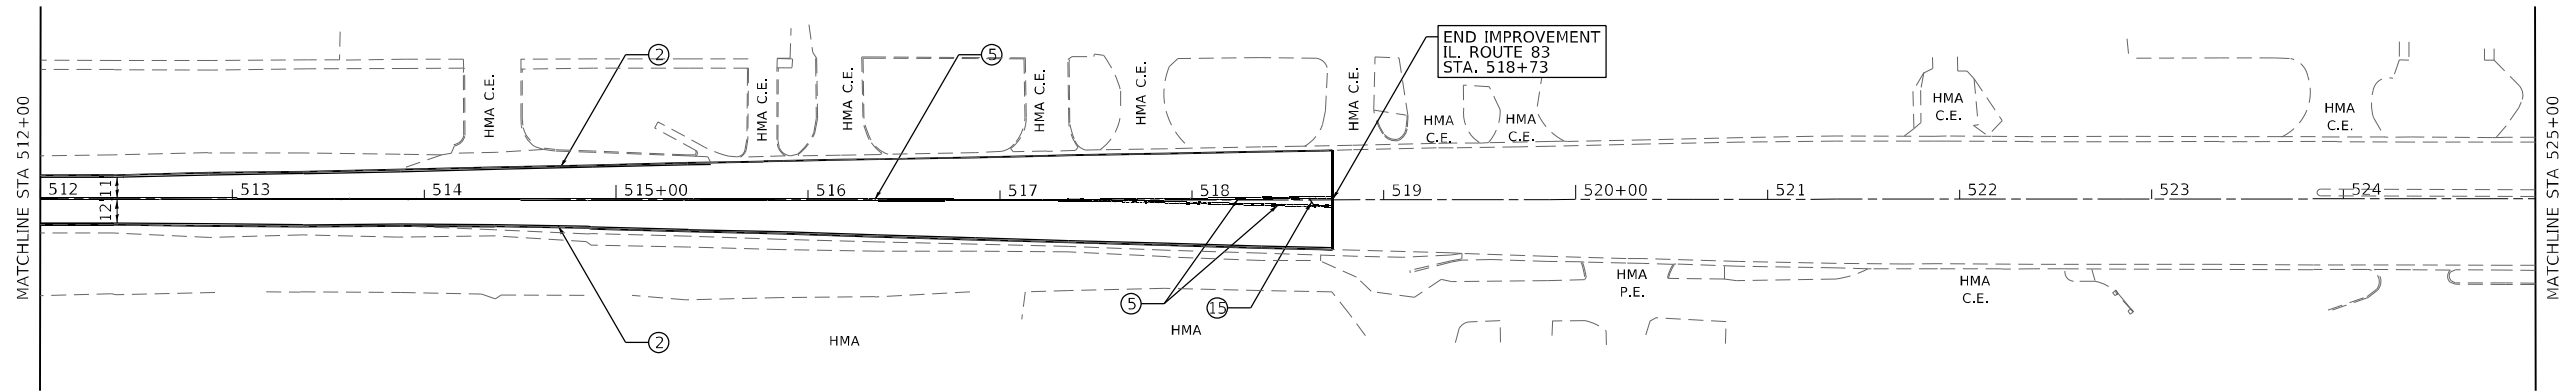 MATCHLINE STA 512+00
2
5
END IMPROVEMENT
IL. ROUTE 83
STA. 518+73
HMA C.E.
HMA C.E.
HMA C.E.
HMA C.E.
HMA C.E.
HMA C.E.
HMA
C.E.
HMA
C.E.
HMA
C.E.
HMA
C.E.
MATCHLINE STA 525+00
11'
12'
512
513
514
515+00
516
517
518
519
520+00
521
522
523
524
HMA
P.E.
HMA
C.E.
5
15
2
HMA
HMA